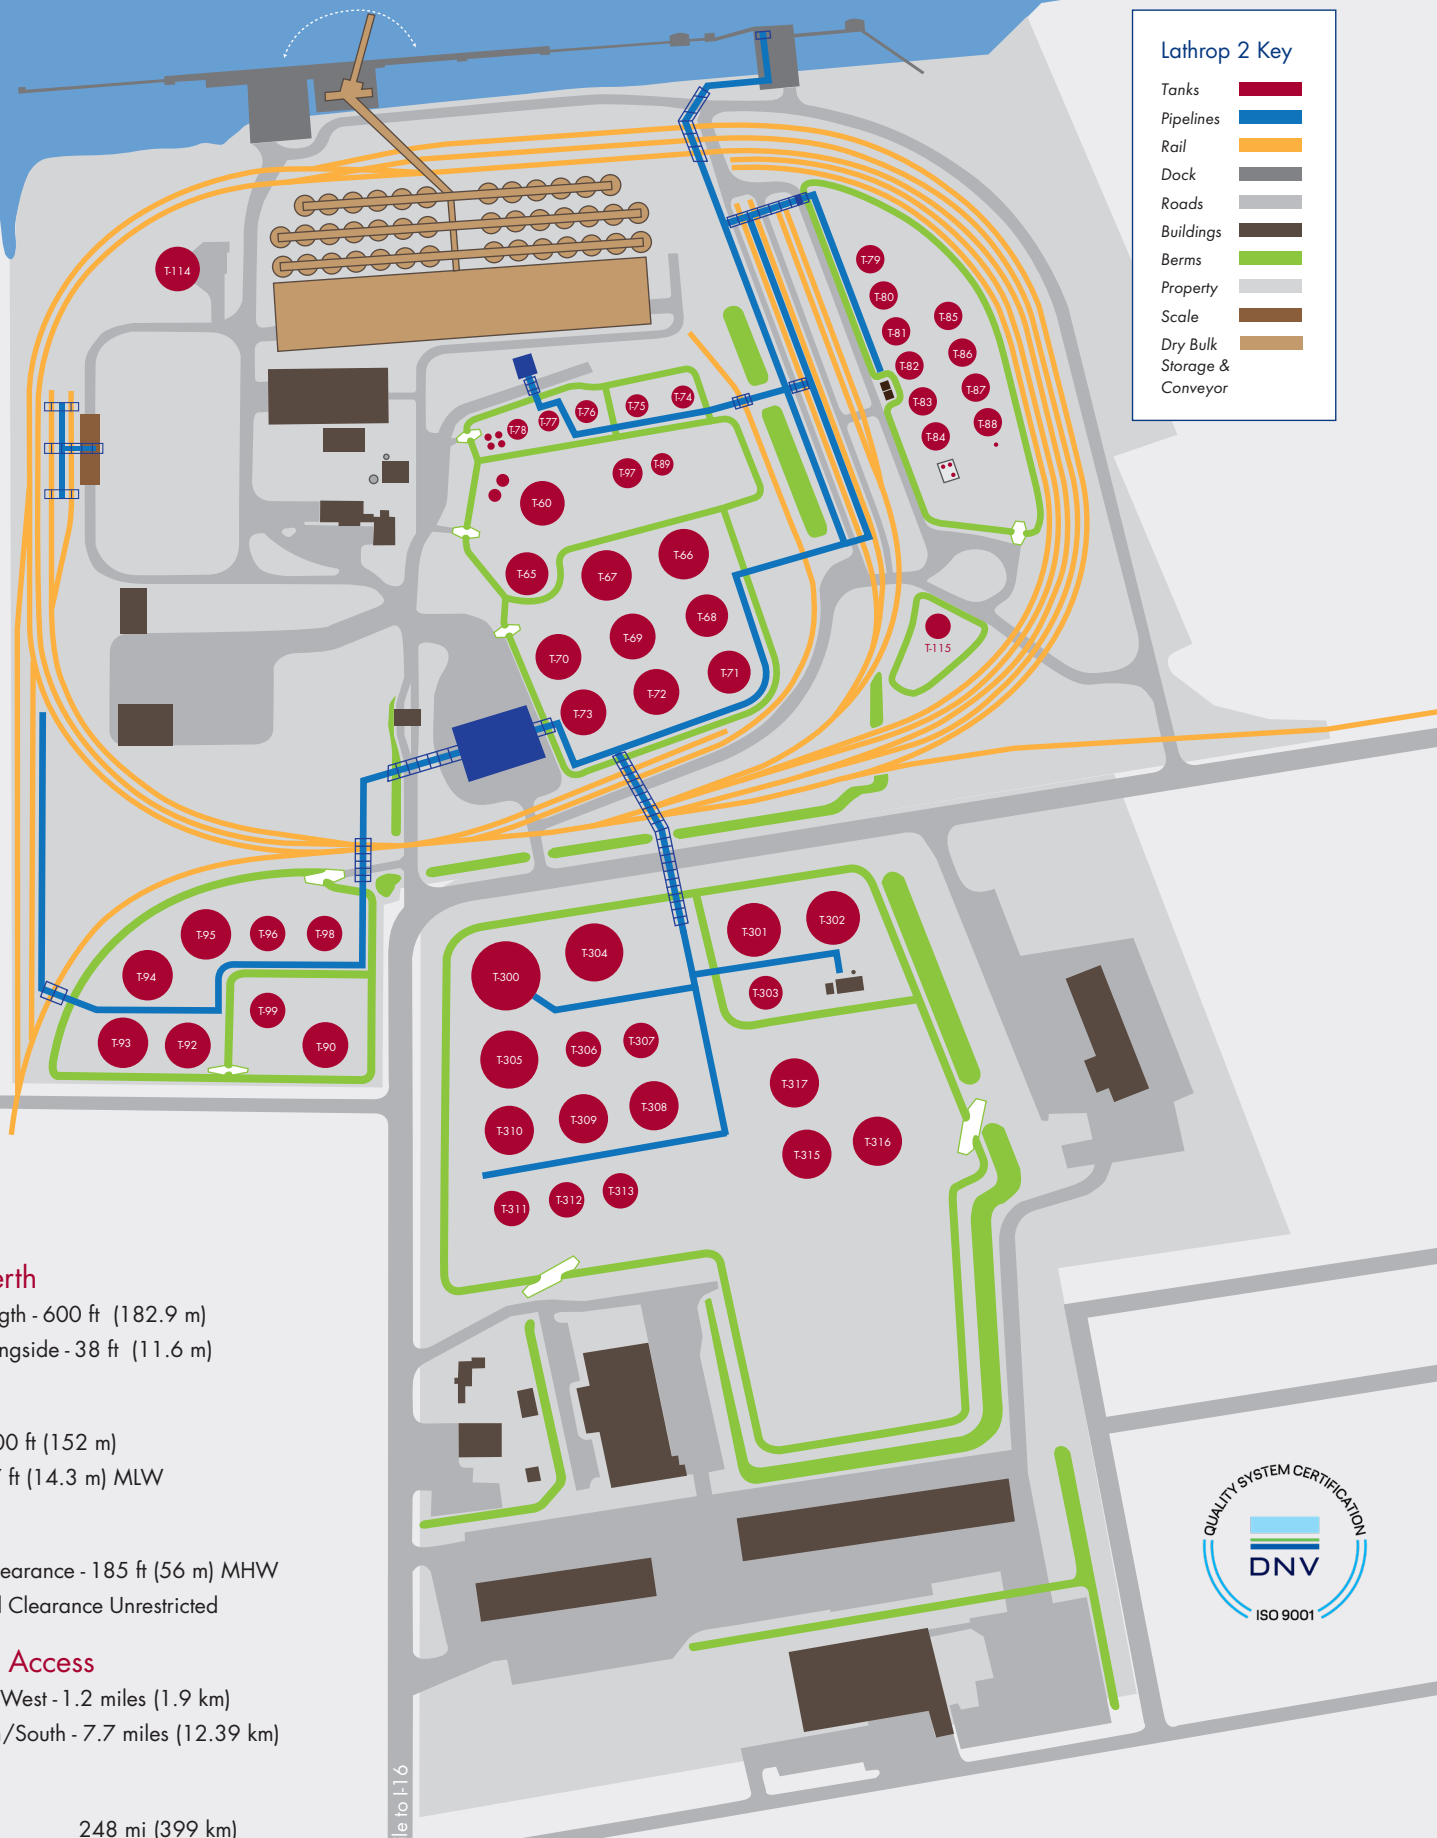 Lathrop 2 Key
Tanks
Pipelines
Rail
Dock
Roads
Buildings
Berms
Property
Scale
Dry Bulk
Storage &
Conveyor
T-114
T-79
T-80
T-81
T-82
T-83
T-84
T-85
T-86
T-87
T-88
T-74
T-75
T-76
T-77
T-78
T-97
T-89
T-60
T-65
T-67
T-66
T-68
T-69
T-70
T-71
T-72
T-73
T-115
T-95
T-96
T-98
T-94
T-99
T-93
T-92
T-90
T-300
T-304
T-301
T-302
T-303
T-305
T-306
T-307
T-308
T-309
T-310
T-311
T-312
T-313
T-317
T-315
T-316
erth
gth - 600 ft (182.9 m)
ngside - 38 ft (11.6 m)
00 ft (152 m)
ft (14.3 m) MLW
earance - 185 ft (56 m) MHW
Clearance Unrestricted
Access
West - 1.2 miles (1.9 km)
/South - 7.7 miles (12.39 km)
248 mi (399 km)
le to I-16
QUALITY SYSTEM CERTIFICATION
DNV
ISO 9001